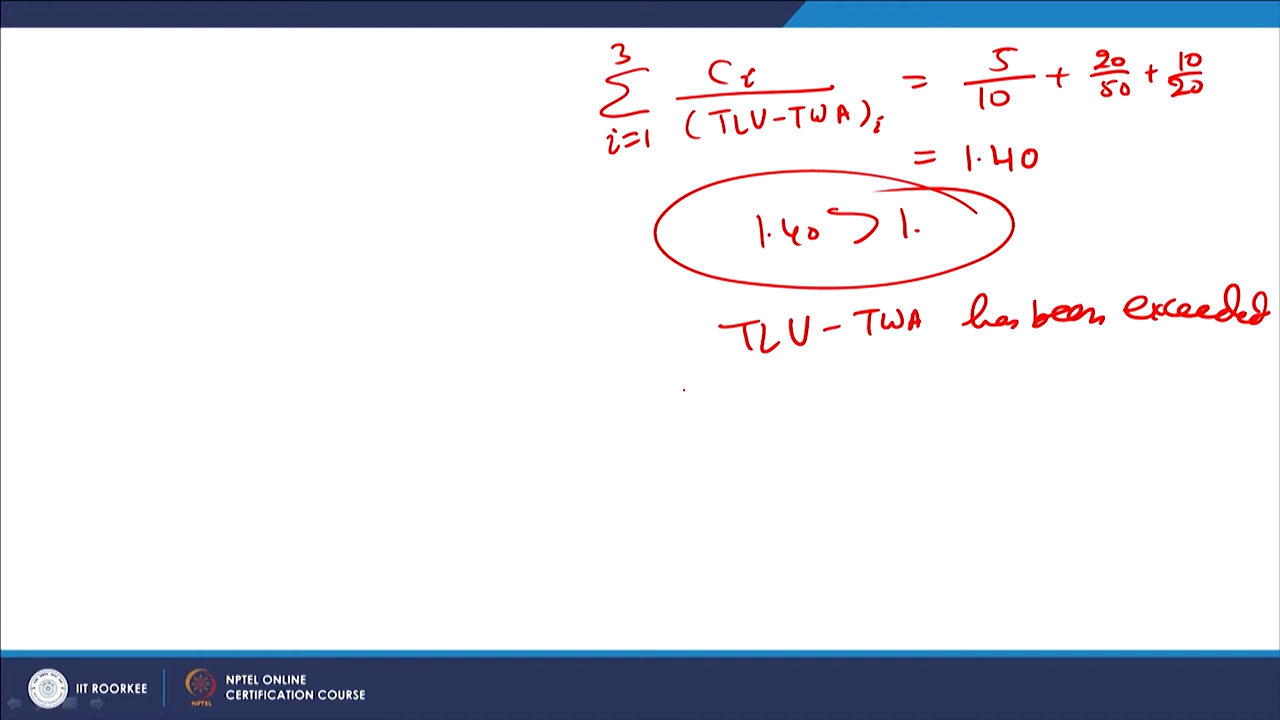 3
∑ Ci / (TLV-TWA)i = 5/10 + 20/50 + 10/20
i=1
= 1.40
1.40 > 1.
TLV-TWA has been exceeded
IIT ROORKEE
NPTEL ONLINE
CERTIFICATION COURSE
NPTEL